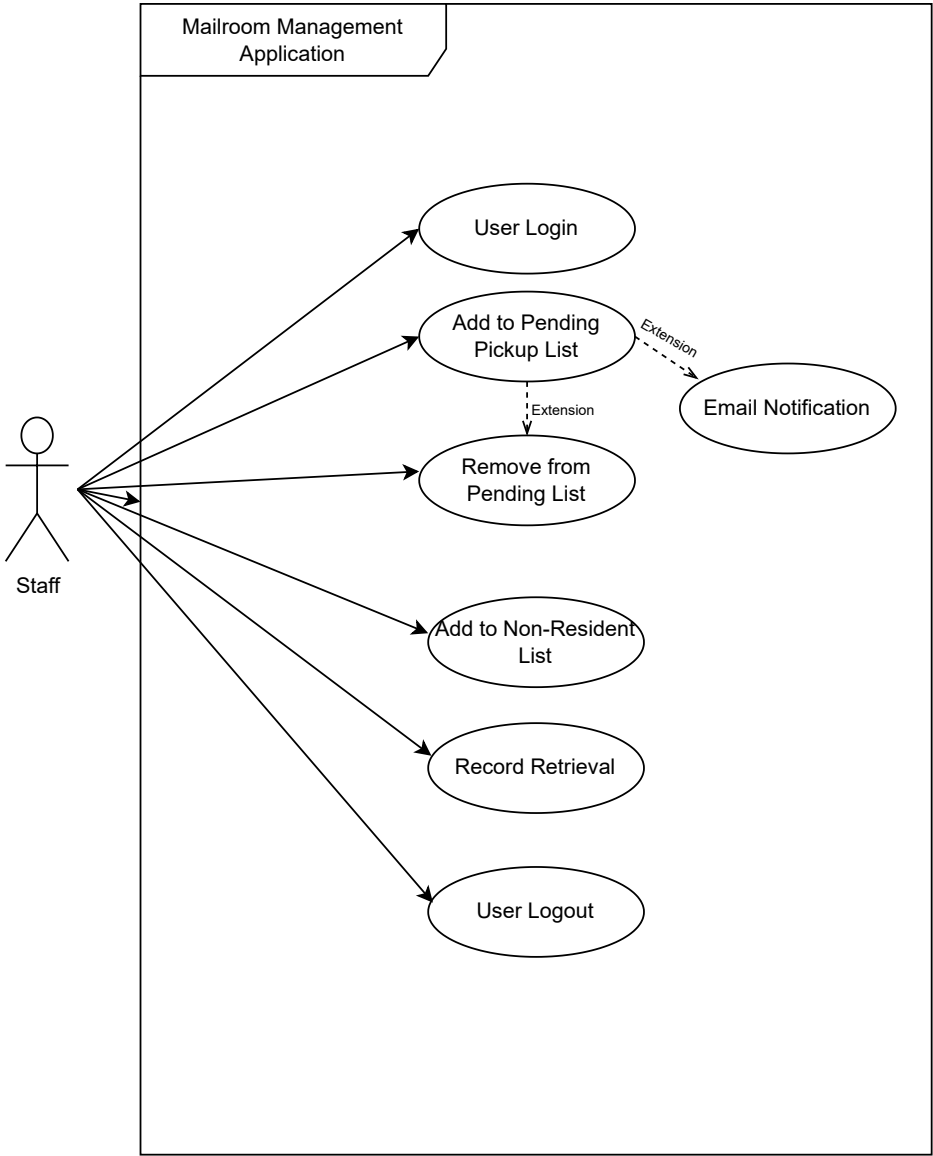 Mailroom Management
Application
User Login
Add to Pending
Pickup List
Extension
Email Notification
Extension
Remove from
Pending List
Staff
Add to Non-Resident
List
Record Retrieval
User Logout